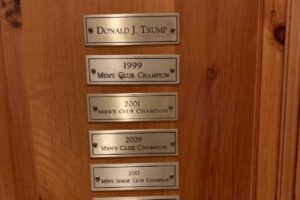 DONALD J. TRUMP
1999
MEN'S CLUB CHAMPION
2001
MEN'S CLUB CHAMPION
2009
MEN'S CLUB CHAMPION
2012
MEN'S SENIOR CLUB CHAMPION